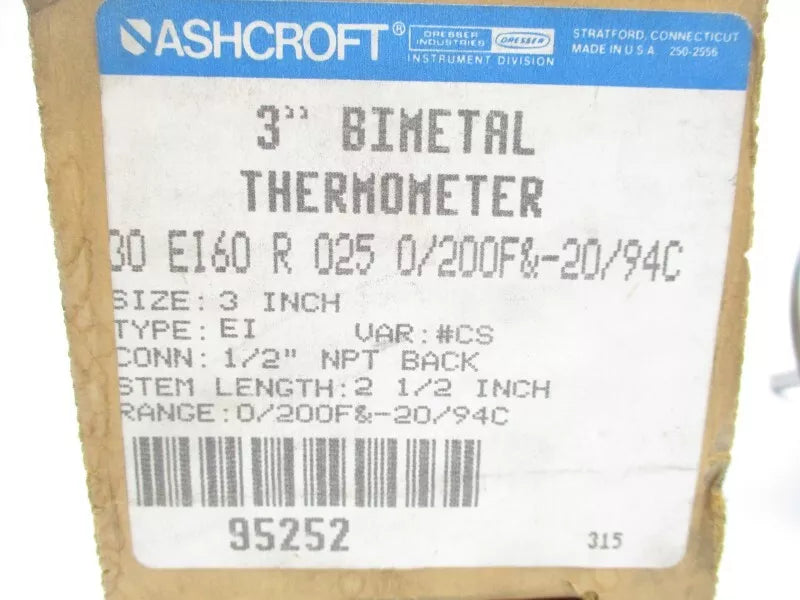 ASHCROFT® DRESSER INDUSTRIES DRESSER INSTRUMENT DIVISION
STRATFORD, CONNECTICUT
MADE IN U.S.A. 250-2556
3" BIMETAL
THERMOMETER
30 EI60 R 025 0/200F&-20/94C
SIZE: 3 INCH
TYPE: EI VAR: #CS
CONN: 1/2" NPT BACK
STEM LENGTH: 2 1/2 INCH
RANGE: 0/200F&-20/94C
95252
315